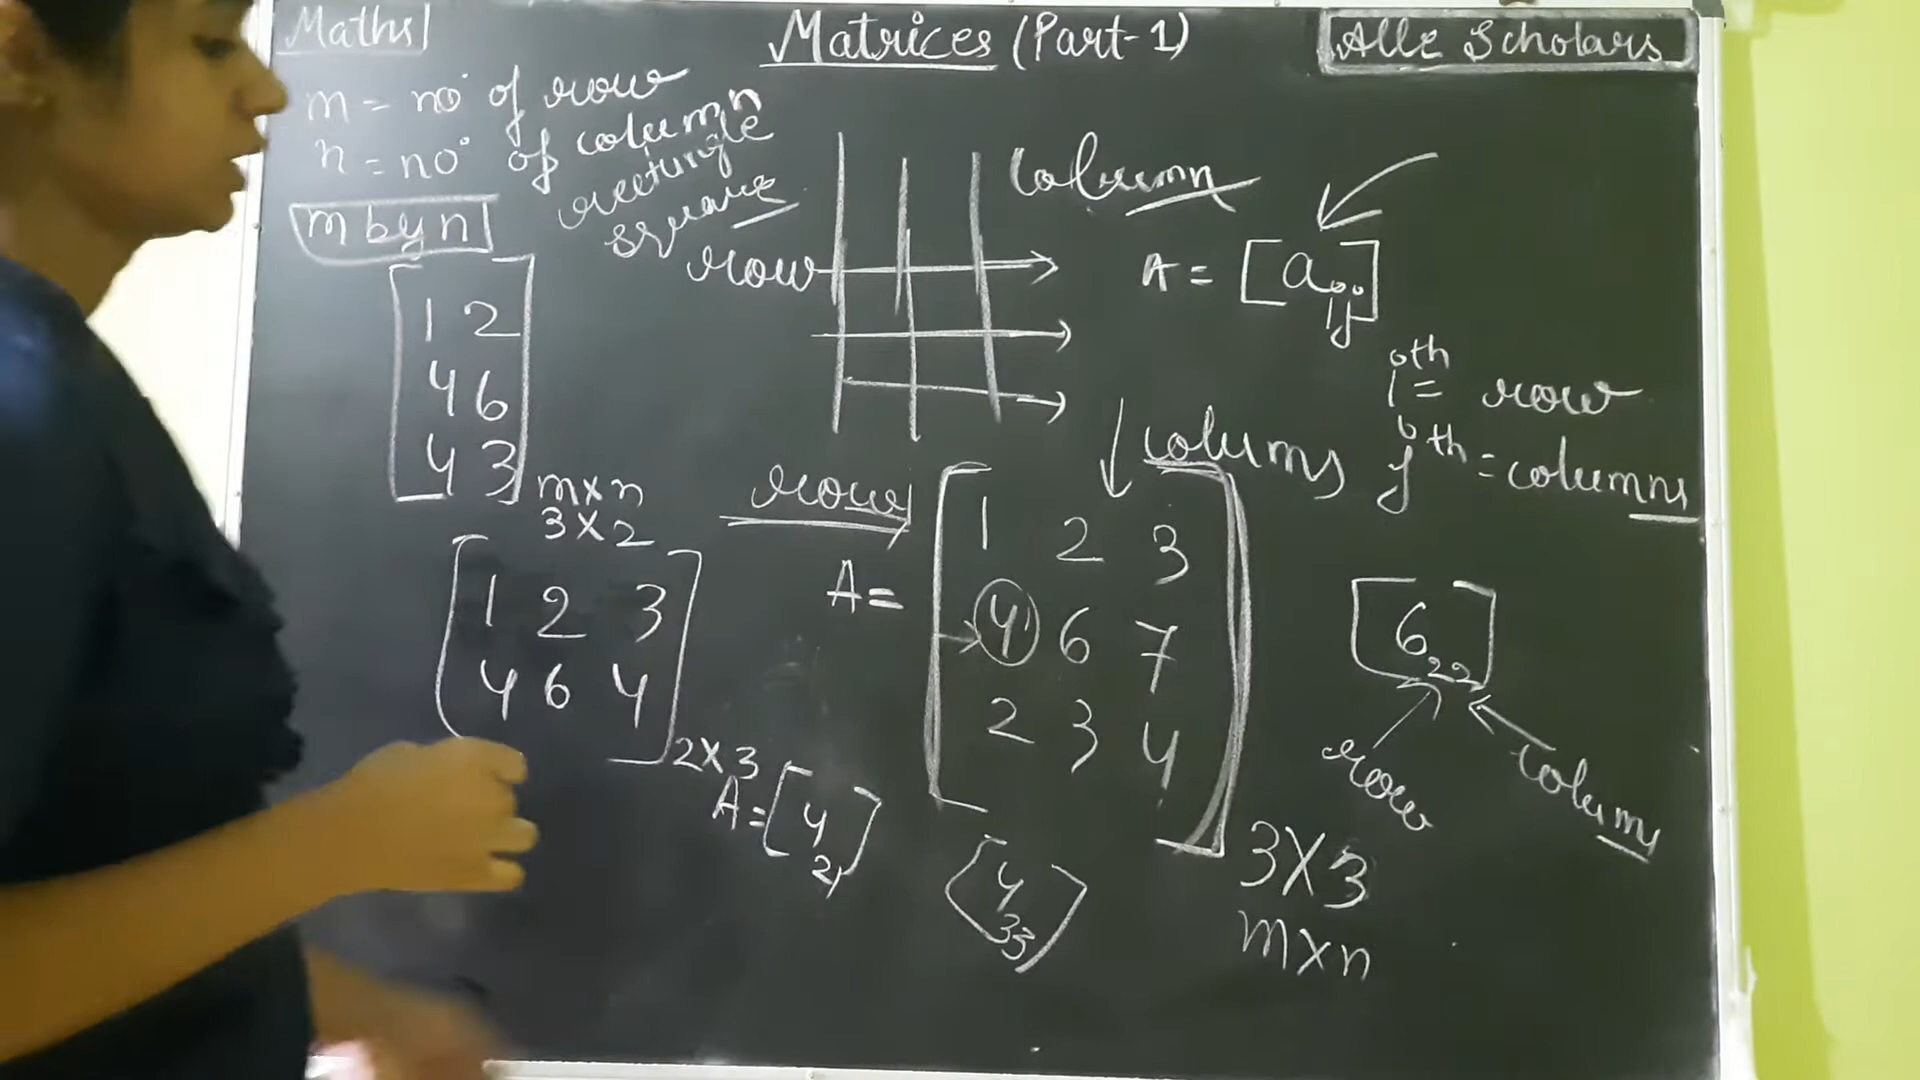 Maths
Matrices (Part-1)
Alle Scholars
m = no of row
n = no of column
rectangle
square
m by n
1 2
4 6
4 3
m×n
3×2
1 2 3
4 6 4
2×3
A = [4 21]
column
row
A = [aij]
ith = row
jth = columns
row
colums
A =
1 2 3
4 6 7
2 3 4
3×3
m×n
[4 33]
[6 22]
row
colums